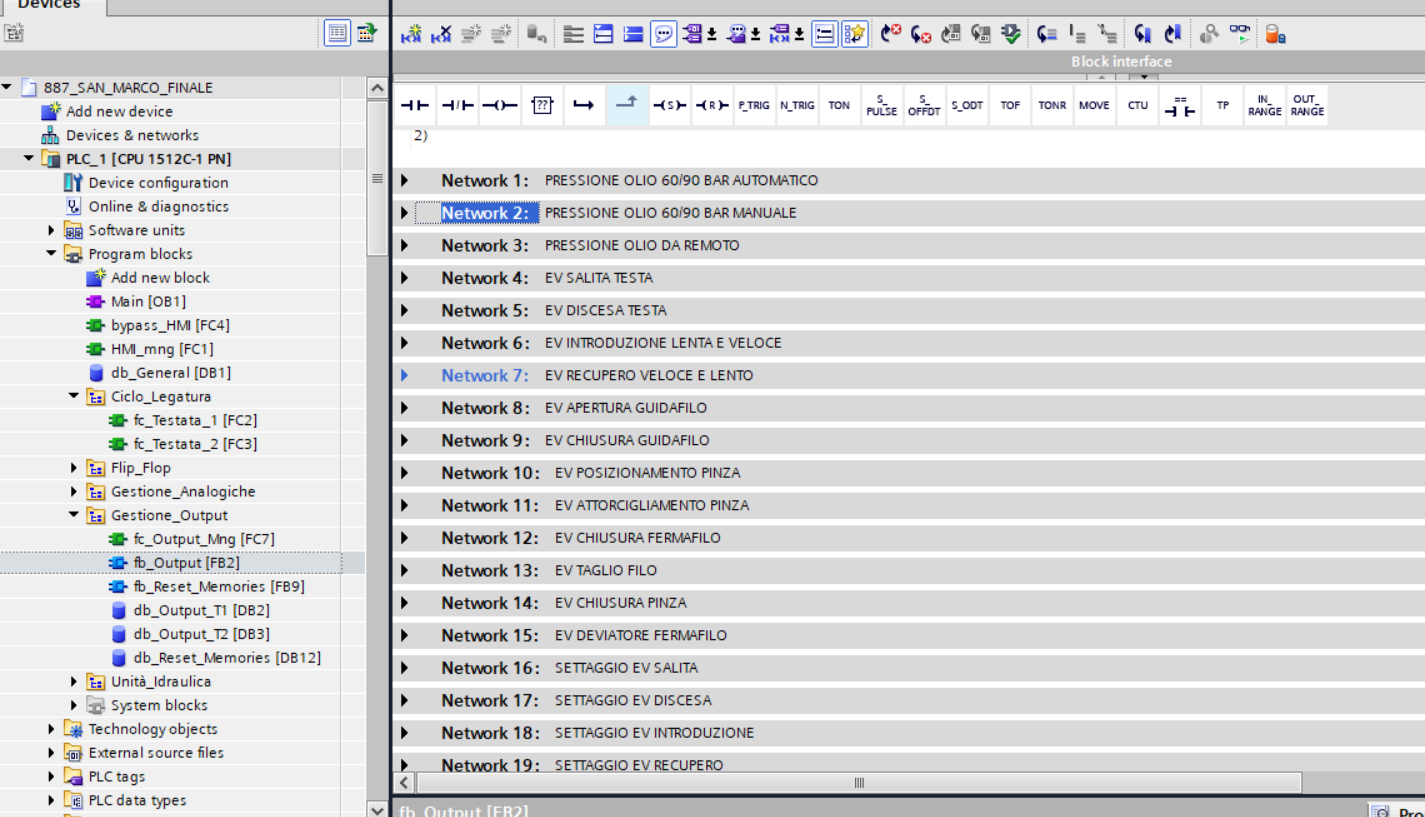 Devices
Block interface
??
S
R
P_TRIG
N_TRIG
TON
S_
PULSE
S_
OFFDT
S_ODT
TOF
TONR
MOVE
CTU
==
TP
IN_
RANGE
OUT_
RANGE
2)
887_SAN_MARCO_FINALE
Add new device
Devices & networks
PLC_1 [CPU 1512C-1 PN]
Device configuration
Online & diagnostics
Software units
Program blocks
Add new block
Main [OB1]
bypass_HMI [FC4]
HMI_mng [FC1]
db_General [DB1]
Ciclo_Legatura
fc_Testata_1 [FC2]
fc_Testata_2 [FC3]
Flip_Flop
Gestione_Analogiche
Gestione_Output
fc_Output_Mng [FC7]
fb_Output [FB2]
fb_Reset_Memories [FB9]
db_Output_T1 [DB2]
db_Output_T2 [DB3]
db_Reset_Memories [DB12]
Unità_Idraulica
System blocks
Technology objects
External source files
PLC tags
PLC data types
Network 1: PRESSIONE OLIO 60/90 BAR AUTOMATICO
Network 2: PRESSIONE OLIO 60/90 BAR MANUALE
Network 3: PRESSIONE OLIO DA REMOTO
Network 4: EV SALITA TESTA
Network 5: EV DISCESA TESTA
Network 6: EV INTRODUZIONE LENTA E VELOCE
Network 7: EV RECUPERO VELOCE E LENTO
Network 8: EV APERTURA GUIDAFILO
Network 9: EV CHIUSURA GUIDAFILO
Network 10: EV POSIZIONAMENTO PINZA
Network 11: EV ATTORCIGLIAMENTO PINZA
Network 12: EV CHIUSURA FERMAFILO
Network 13: EV TAGLIO FILO
Network 14: EV CHIUSURA PINZA
Network 15: EV DEVIATORE FERMAFILO
Network 16: SETTAGGIO EV SALITA
Network 17: SETTAGGIO EV DISCESA
Network 18: SETTAGGIO EV INTRODUZIONE
Network 19: SETTAGGIO EV RECUPERO
fb_Output [FB2]
Pro